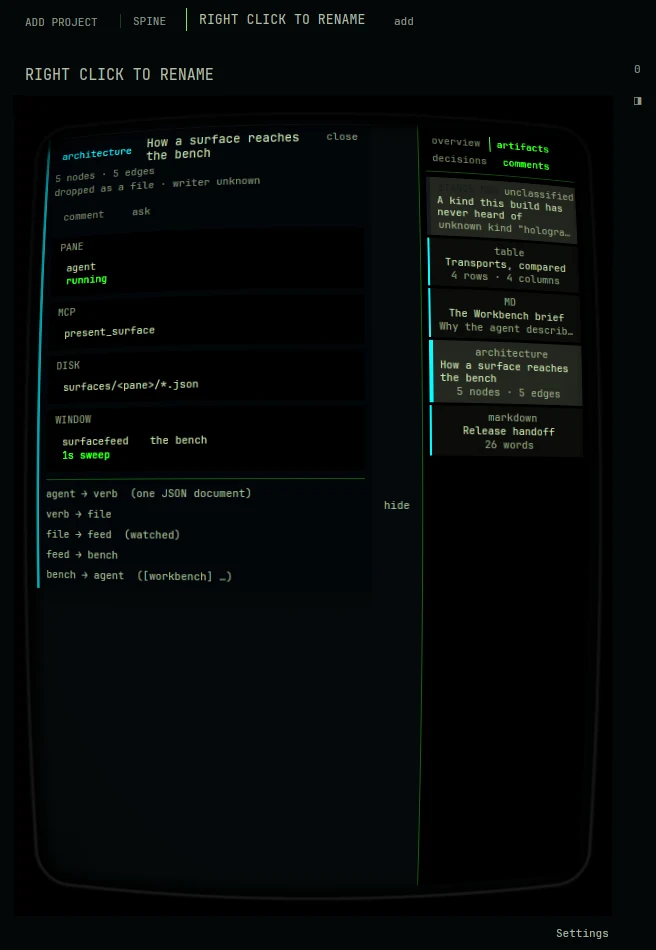 ADD PROJECT
SPINE
RIGHT CLICK TO RENAME
add
RIGHT CLICK TO RENAME
0
architecture
How a surface reaches
the bench
close
5 nodes · 5 edges
dropped as a file · writer unknown
comment
ask
PANE
agent
running
MCP
present_surface
DISK
surfaces/<pane>/*.json
WINDOW
surfacefeed
the bench
1s sweep
agent → verb (one JSON document)
verb → file
file → feed (watched)
feed → bench
bench → agent ([workbench] …)
hide
overview
artifacts
decisions
comments
unclassified
A kind this build has
never heard of
unknown kind "hologra…
table
Transports, compared
4 rows · 4 columns
MD
The Workbench brief
Why the agent describ…
architecture
How a surface reaches
the bench
5 nodes · 5 edges
markdown
Release handoff
26 words
Settings